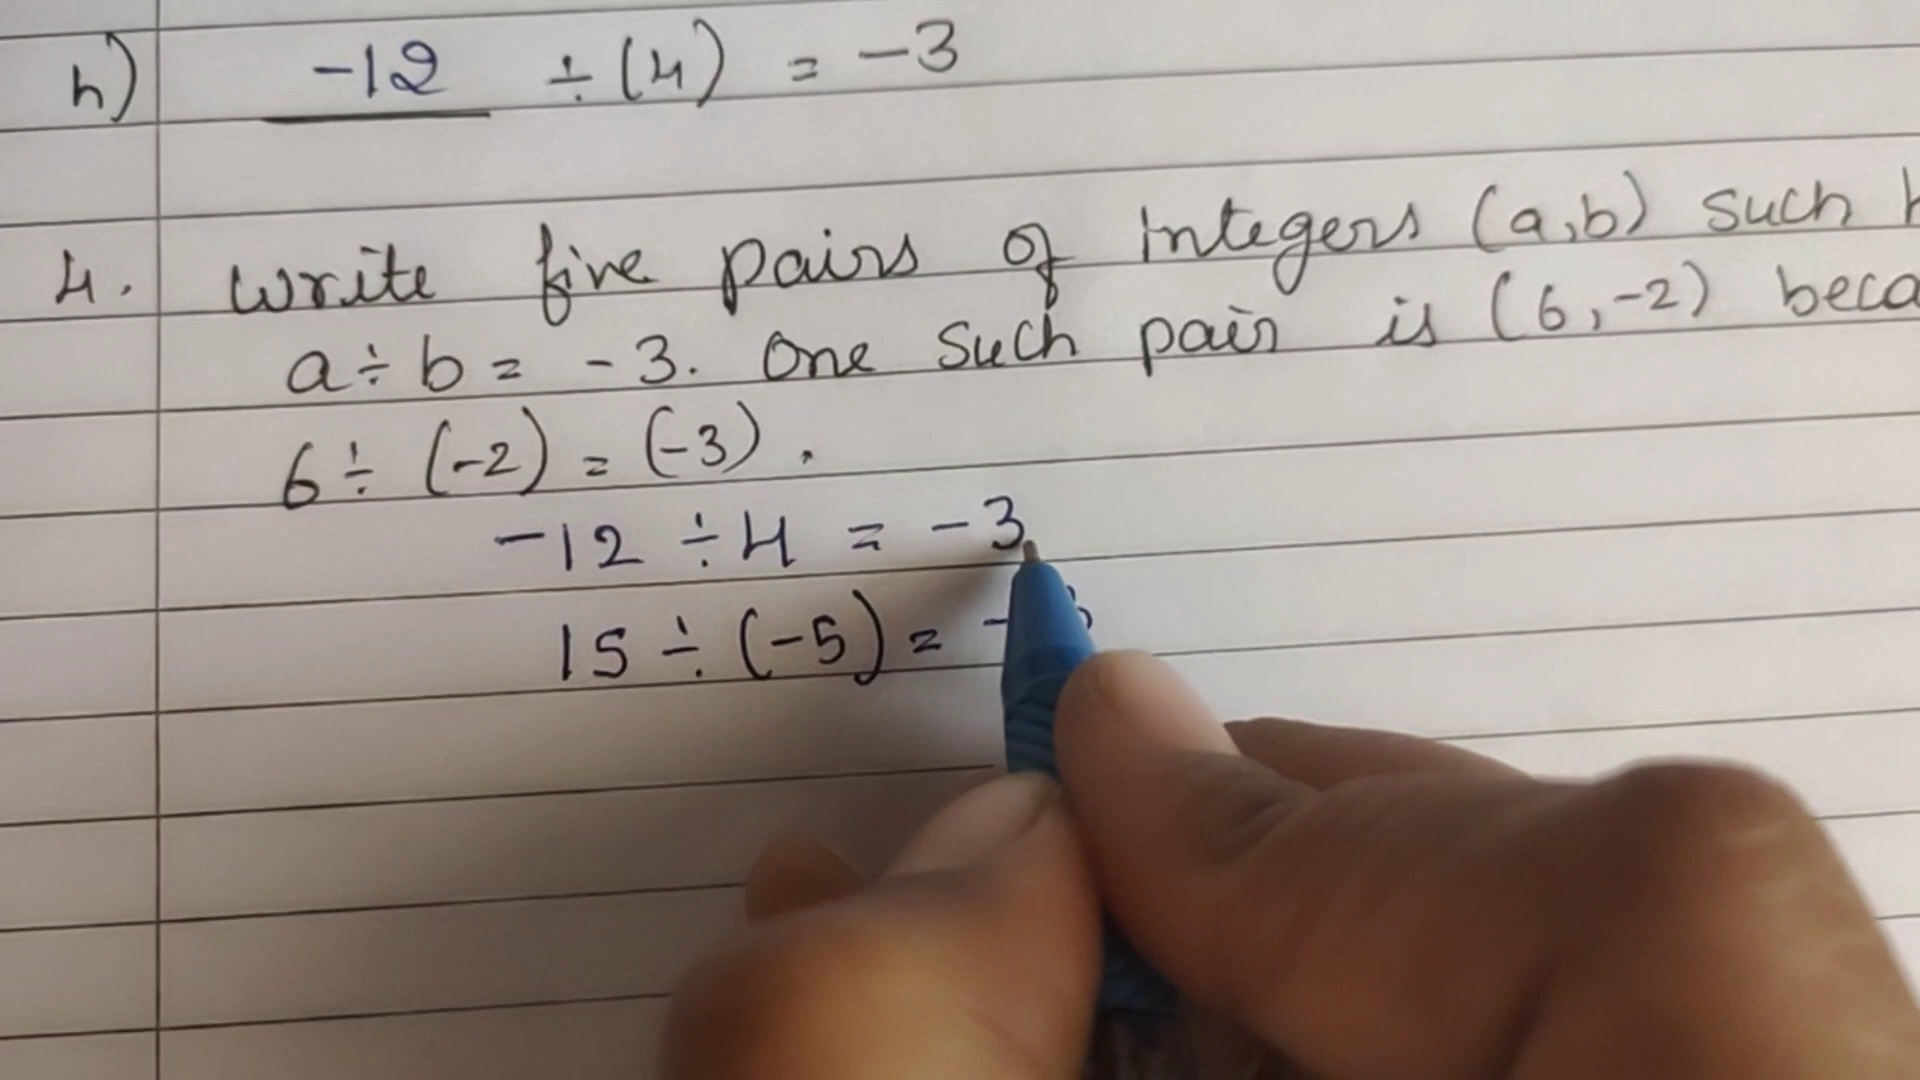 h) -12 ÷ (4) = -3
4. Write five pairs of integers (a,b) such
a ÷ b = -3. One such pair is (6, -2)
6 ÷ (-2) = (-3).
-12 ÷ 4 = -3
15 ÷ (-5) = -